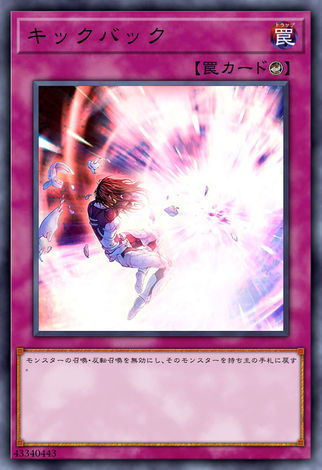 キックバック
トラップ
罠
【罠カード】
モンスターの召喚・反転召喚を無効にし、そのモンスターを持ち主の手札に戻す
。
43340443